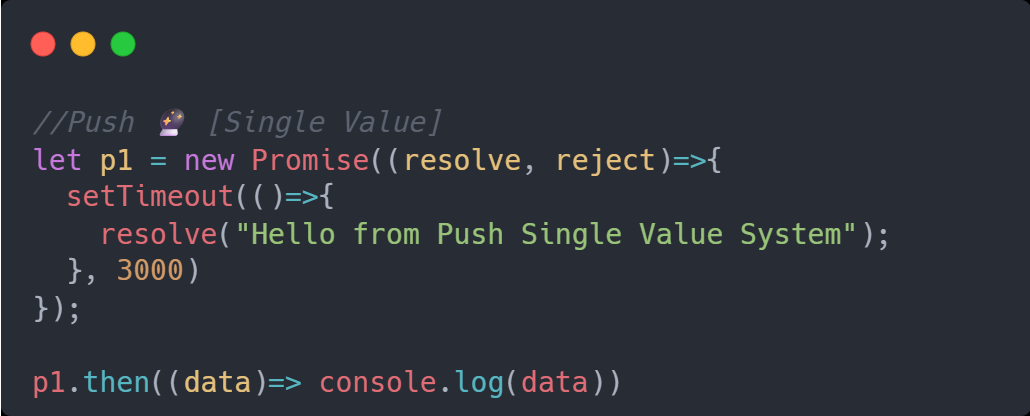 //Push 🔮 [Single Value]
let p1 = new Promise((resolve, reject)=>{
  setTimeout(()=>{
    resolve("Hello from Push Single Value System");
  }, 3000)
});
p1.then((data)=> console.log(data))